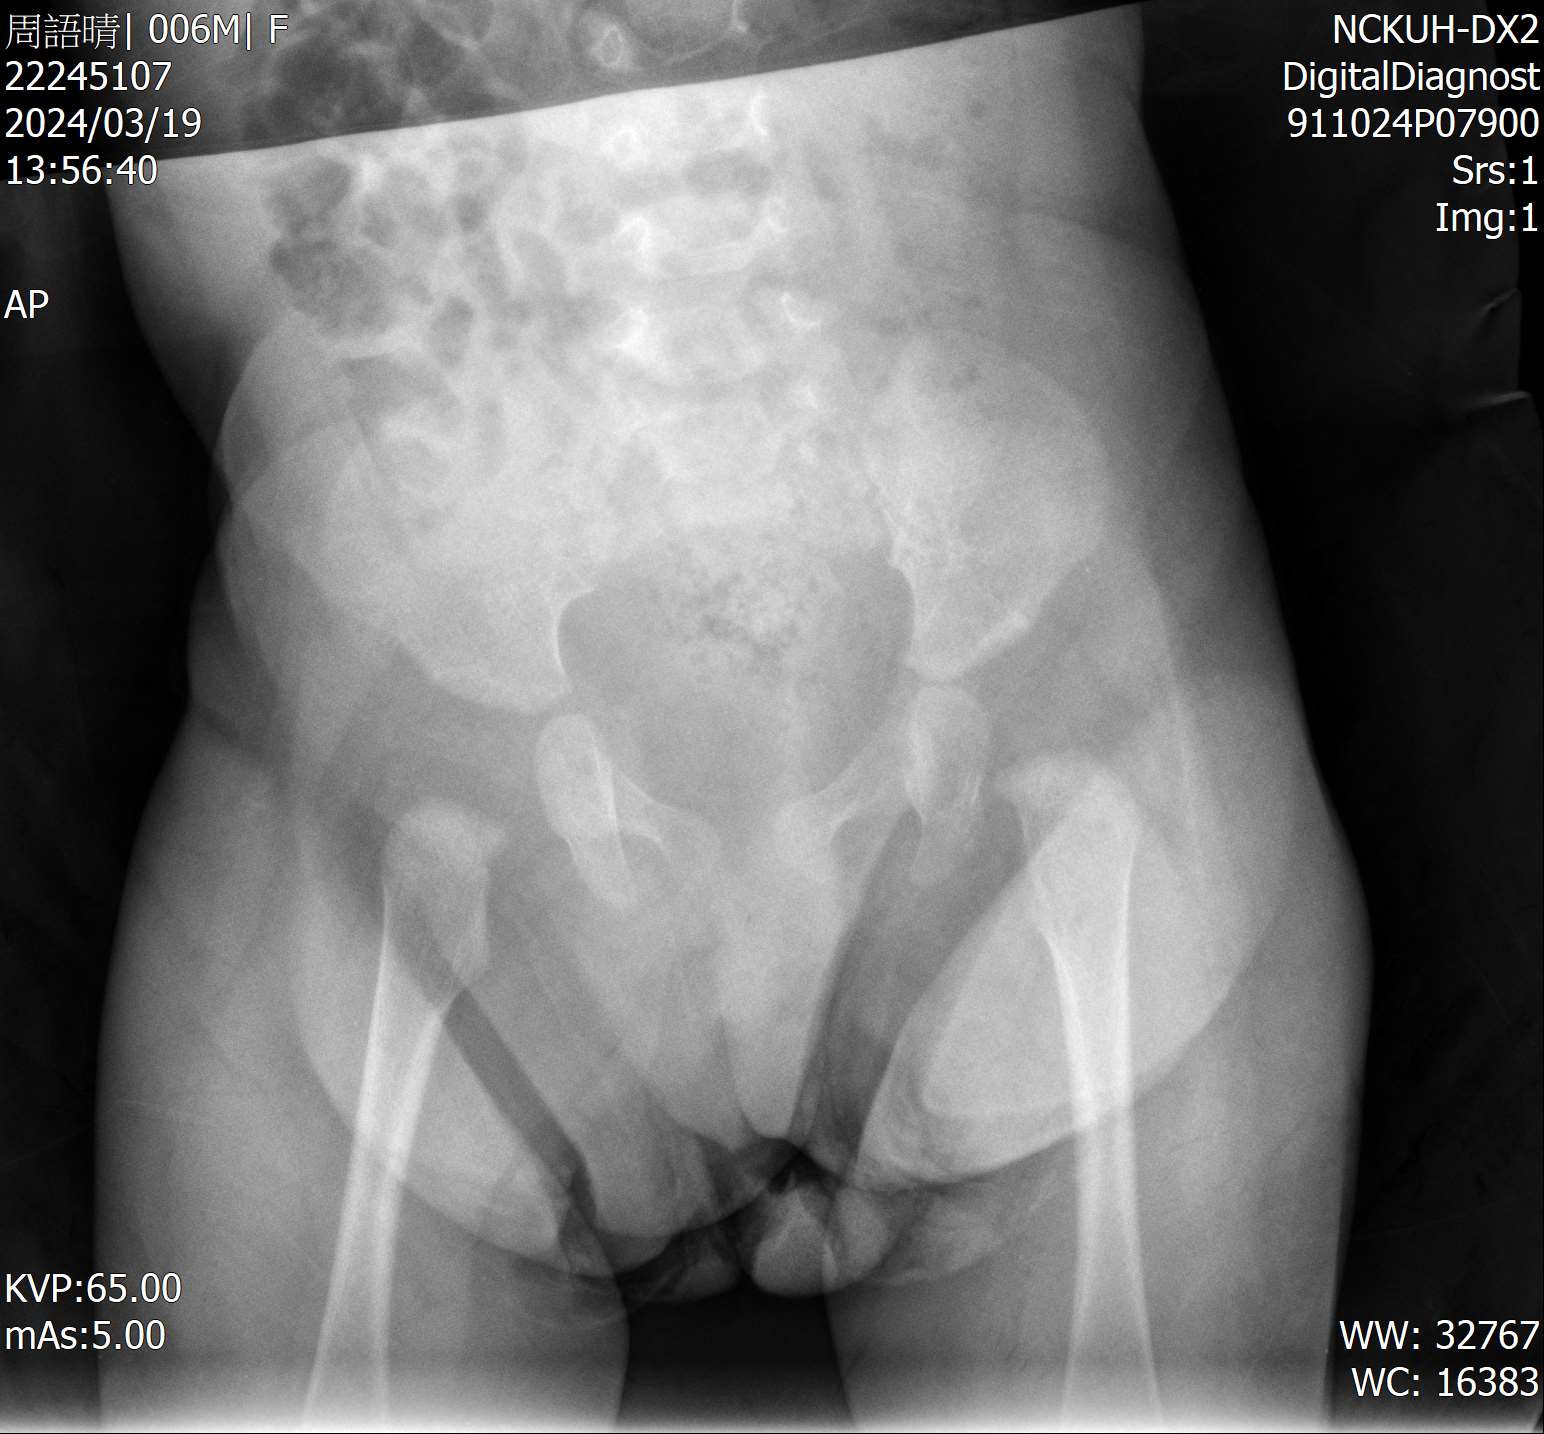 周語晴| 006M| F
22245107
2024/03/19
13:56:40
AP
NCKUH-DX2
DigitalDiagnost
911024P07900
Srs:1
Img:1
KVP:65.00
mAs:5.00
WW: 32767
WC: 16383